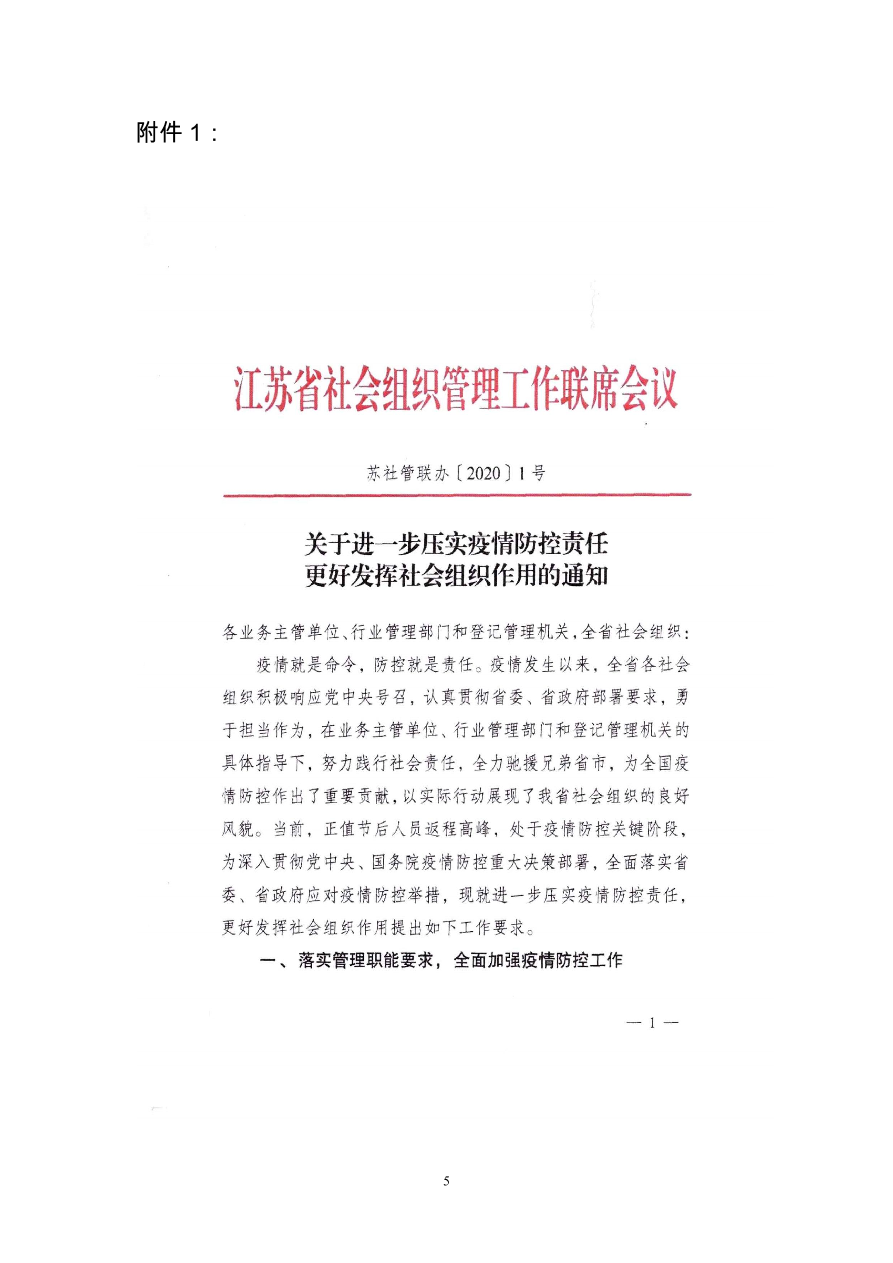 附件 1：
江苏省社会组织管理工作联席会议
苏社管联办〔2020〕1 号
关于进一步压实疫情防控责任
更好发挥社会组织作用的通知
各业务主管单位、行业管理部门和登记管理机关，全省社会组织：
疫情就是命令，防控就是责任。疫情发生以来，全省各社会
组织积极响应党中央号召，认真贯彻省委、省政府部署要求，勇
于担当作为，在业务主管单位、行业管理部门和登记管理机关的
具体指导下，努力践行社会责任，全力驰援兄弟省市，为全国疫
情防控作出了重要贡献，以实际行动展现了我省社会组织的良好
风貌。当前，正值节后人员返程高峰，处于疫情防控关键阶段，
为深入贯彻党中央、国务院疫情防控重大决策部署，全面落实省
委、省政府应对疫情防控举措，现就进一步压实疫情防控责任，
更好发挥社会组织作用提出如下工作要求。
一、落实管理职能要求，全面加强疫情防控工作
— 1 —
5